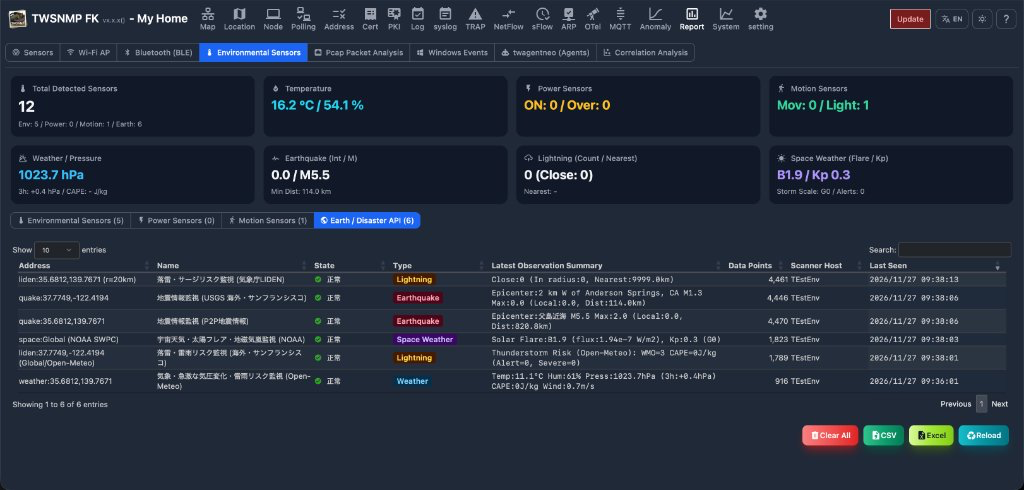 TWSNMP FK vx.x.x() - My Home
Map
Location
Node
Polling
Address
Cert
PKI
Log
syslog
TRAP
NetFlow
sFlow
ARP
OTel
MQTT
Anomaly
Report
System
setting
Update
EN
?
Sensors
Wi-Fi AP
Bluetooth (BLE)
Environmental Sensors
Pcap Packet Analysis
Windows Events
twagentneo (Agents)
Correlation Analysis
Total Detected Sensors
12
Env: 5 / Power: 0 / Motion: 1 / Earth: 6
Temperature
16.2 °C / 54.1 %
Power Sensors
ON: 0 / Over: 0
Motion Sensors
Mov: 0 / Light: 1
Weather / Pressure
1023.7 hPa
3h: +0.4 hPa / CAPE: - J/kg
Earthquake (Int / M)
0.0 / M5.5
Min Dist: 114.0 km
Lightning (Count / Nearest)
0 (Close: 0)
Nearest: -
Space Weather (Flare / Kp)
B1.9 / Kp 0.3
Storm Scale: G0 / Alerts: 0
Environmental Sensors (5)
Power Sensors (0)
Motion Sensors (1)
Earth / Disaster API (6)
Show 10 entries
Search:
Address Name State Type Latest Observation Summary Data Points Scanner Host Last Seen
liden:35.6812,139.7671 (r=20km) 落雷・サージリスク監視 (気象庁LIDEN) 正常 Lightning Close:0 (In radius:0, Nearest:9999.0km) 4,461 TEstEnv 2026/11/27 09:38:13
quake:37.7749,-122.4194 地震情報監視 (USGS 海外・サンフランシスコ) 正常 Earthquake Epicenter:2 km W of Anderson Springs, CA M1.3
Max:0.0 (Local:0.0, Dist:114.0km) 4,446 TEstEnv 2026/11/27 09:38:06
quake:35.6812,139.7671 地震情報監視 (P2P地震情報) 正常 Earthquake Epicenter:父島近海 M5.5 Max:2.0 (Local:0.0,
Dist:820.8km) 4,470 TEstEnv 2026/11/27 09:38:06
space:Global (NOAA SWPC) 宇宙天気・太陽フレア・地磁気嵐監視 (NOAA) 正常 Space Weather Solar Flare:B1.9 (flux:1.94e-7 W/m2), Kp:0.3 (G0) 1,823 TEstEnv 2026/11/27 09:38:03
liden:37.7749,-122.4194
(Global/Open-Meteo) 落雷・雷雨リスク監視 (海外・サンフランシス
コ) 正常 Lightning Thunderstorm Risk (Open-Meteo): WMO=3 CAPE=0J/kg
(Alert=0, Severe=0) 1,789 TEstEnv 2026/11/27 09:38:01
weather:35.6812,139.7671 気象・急激な気圧変化・雷雨リスク監視 (Open-
Meteo) 正常 Weather Temp:11.1°C Hum:61% Press:1023.7hPa (3h:+0.4hPa)
CAPE:0J/kg Wind:0.7m/s 916 TEstEnv 2026/11/27 09:36:01
Showing 1 to 6 of 6 entries
Previous 1 Next
Clear All
CSV
Excel
Reload